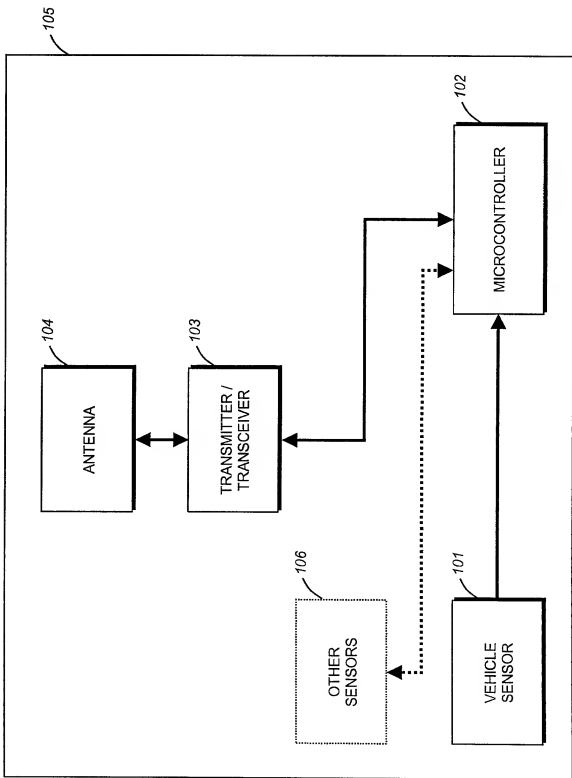 105
104
ANTENNA
103
TRANSMITTER /
TRANSCEIVER
106
OTHER
SENSORS
101
VEHICLE
SENSOR
102
MICROCONTROLLER